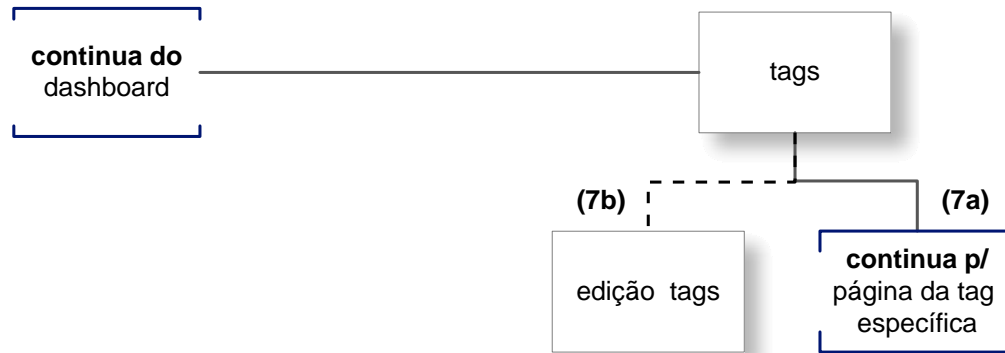 continua do
dashboard
tags
(7b)
(7a)
edição tags
continua p/
página da tag
específica